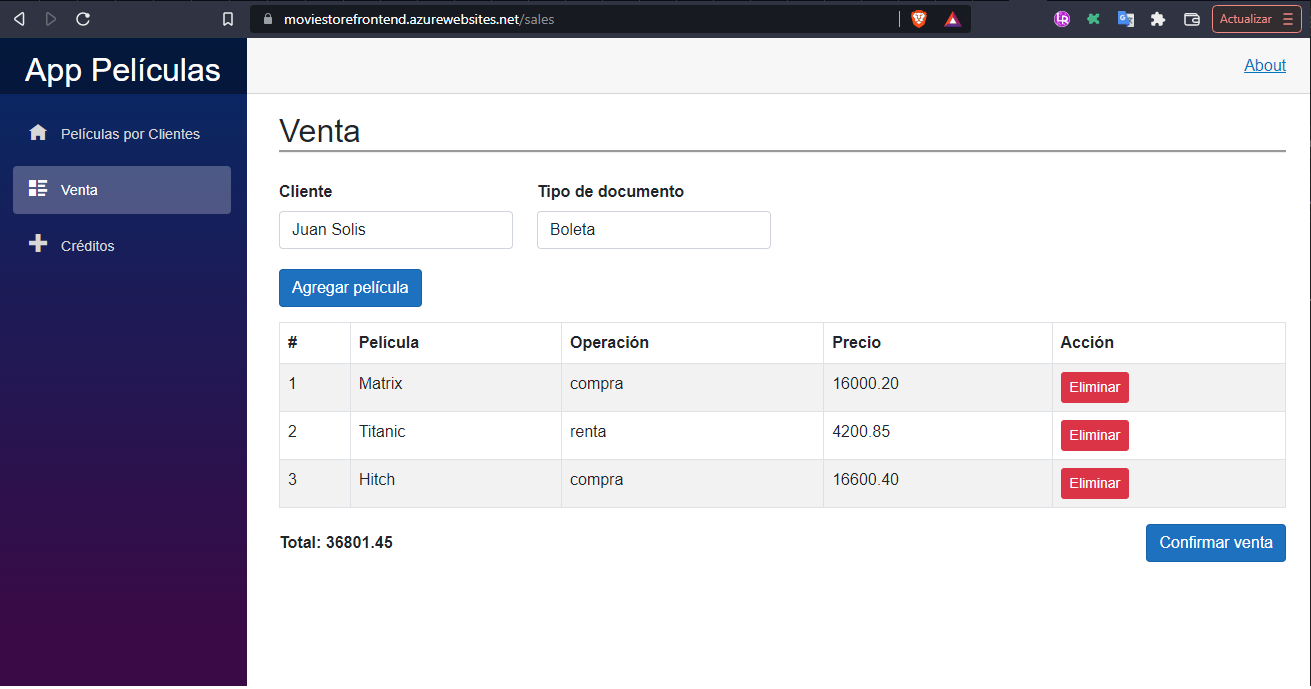 moviestorefrontend.azurewebsites.net/sales
Actualizar
App Películas
About
Películas por Clientes
Venta
Créditos
Venta
Cliente Tipo de documento
Juan Solis Boleta
Agregar película
# Película Operación Precio Acción
1 Matrix compra 16000.20 Eliminar
2 Titanic renta 4200.85 Eliminar
3 Hitch compra 16600.40 Eliminar
Total: 36801.45 Confirmar venta